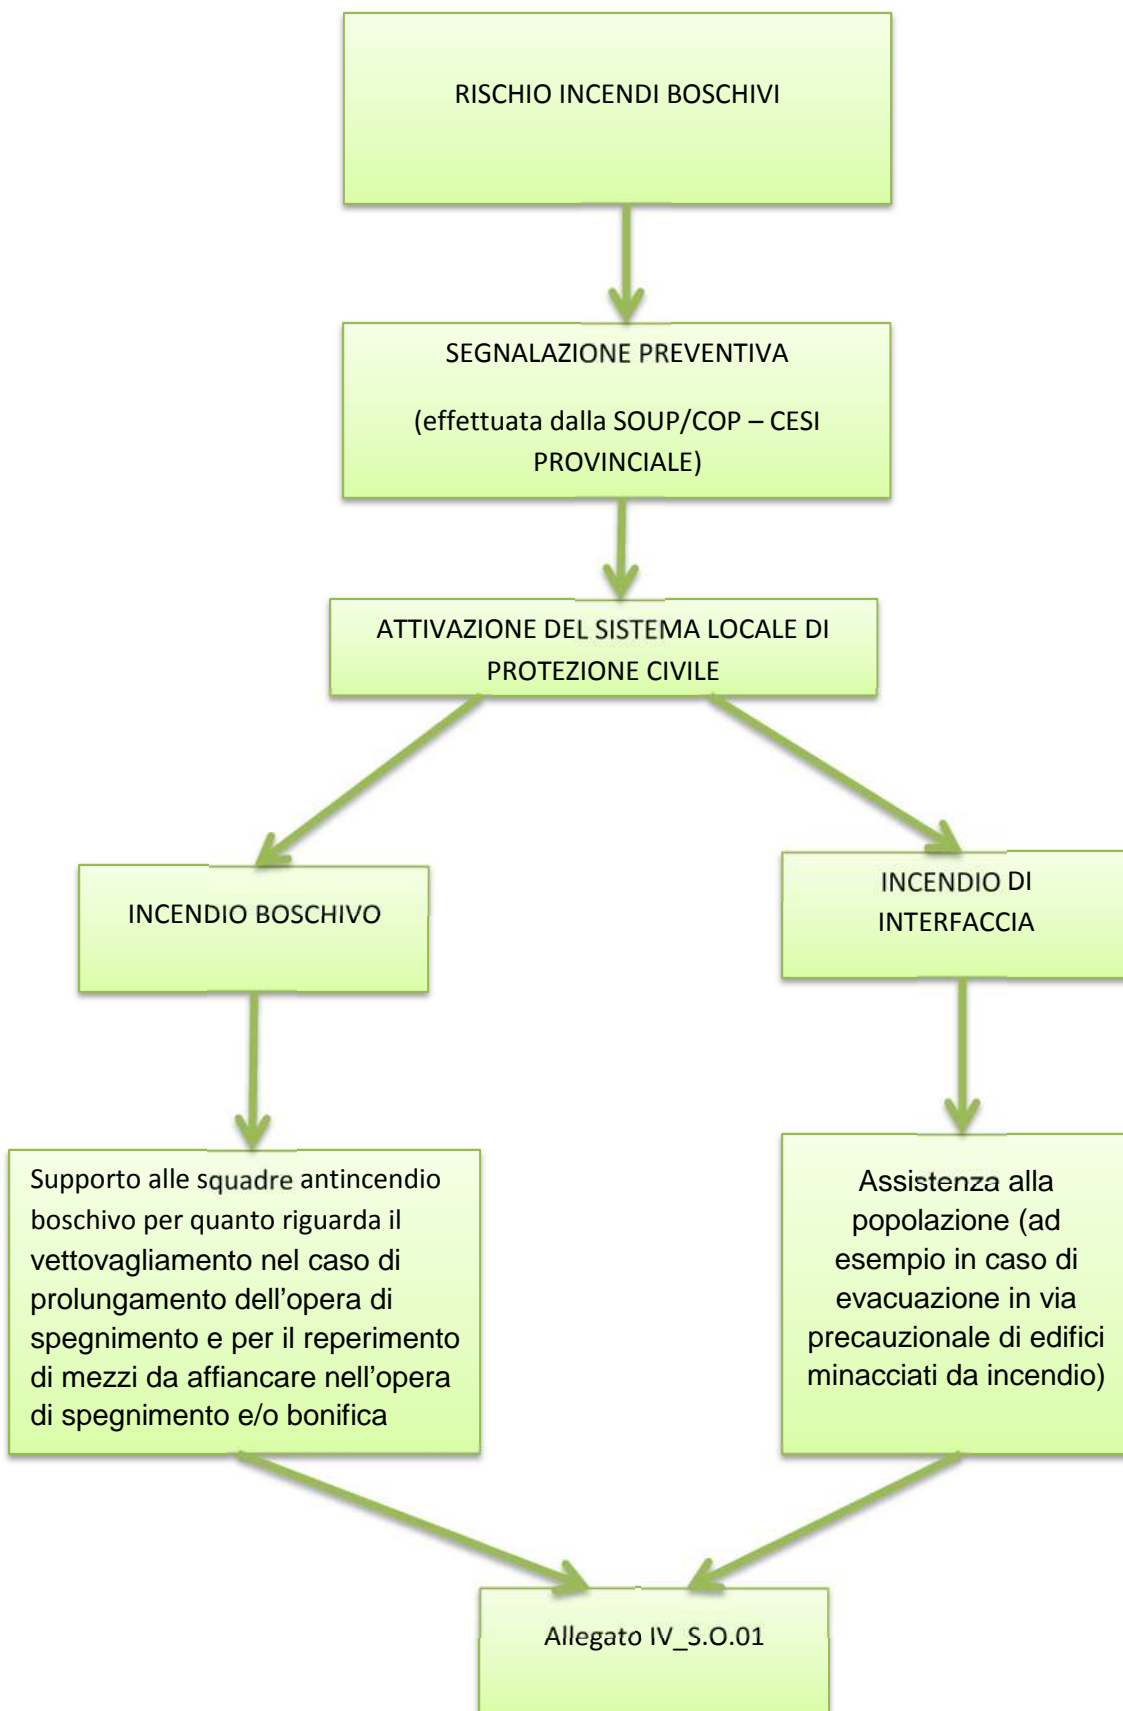 RISCHIO INCENDI BOSCHIVI
SEGNALAZIONE PREVENTIVA
(effettuata dalla SOUP/COP – CESI
PROVINCIALE)
ATTIVAZIONE DEL SISTEMA LOCALE DI
PROTEZIONE CIVILE
INCENDIO BOSCHIVO
INCENDIO DI
INTERFACCIA
Supporto alle squadre antincendio
boschivo per quanto riguarda il
vettovagliamento nel caso di
prolungamento dell’opera di
spegnimento e per il reperimento
di mezzi da affiancare nell’opera
di spegnimento e/o bonifica
Assistenza alla
popolazione (ad
esempio in caso di
evacuazione in via
precauzionale di edifici
minacciati da incendio)
Allegato IV_S.O.01